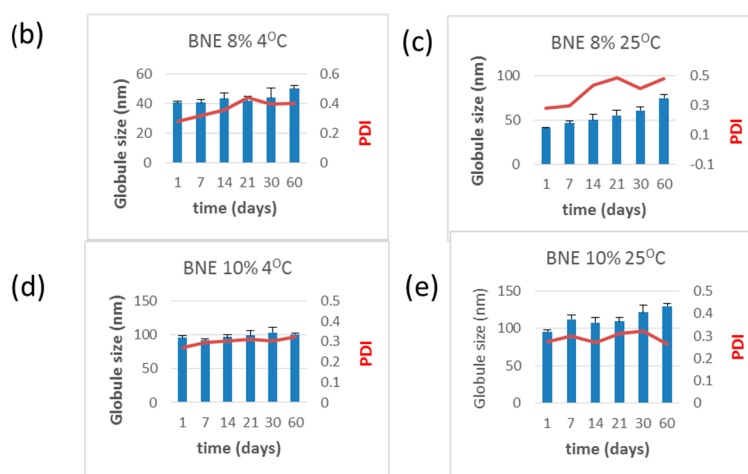 (b)
BNE 8% 4⁰C
Globule size (nm)
60
40
20
0
0.6
0.4
0.2
0
PDI
1 7 14 21 30 60
time (days)
(c)
BNE 8% 25⁰C
Globule size (nm)
100
50
0
0.5
0.3
0.1
-0.1
PDI
1 7 14 21 30 60
time (days)
(d)
BNE 10% 4⁰C
Globule size (nm)
150
100
50
0
0.5
0.4
0.3
0.2
0.1
0
PDI
1 7 14 21 30 60
time (days)
(e)
BNE 10% 25⁰C
Globule size (nm)
150
100
50
0
0.5
0.4
0.3
0.2
0.1
0
PDI
1 7 14 21 30 60
time (days)